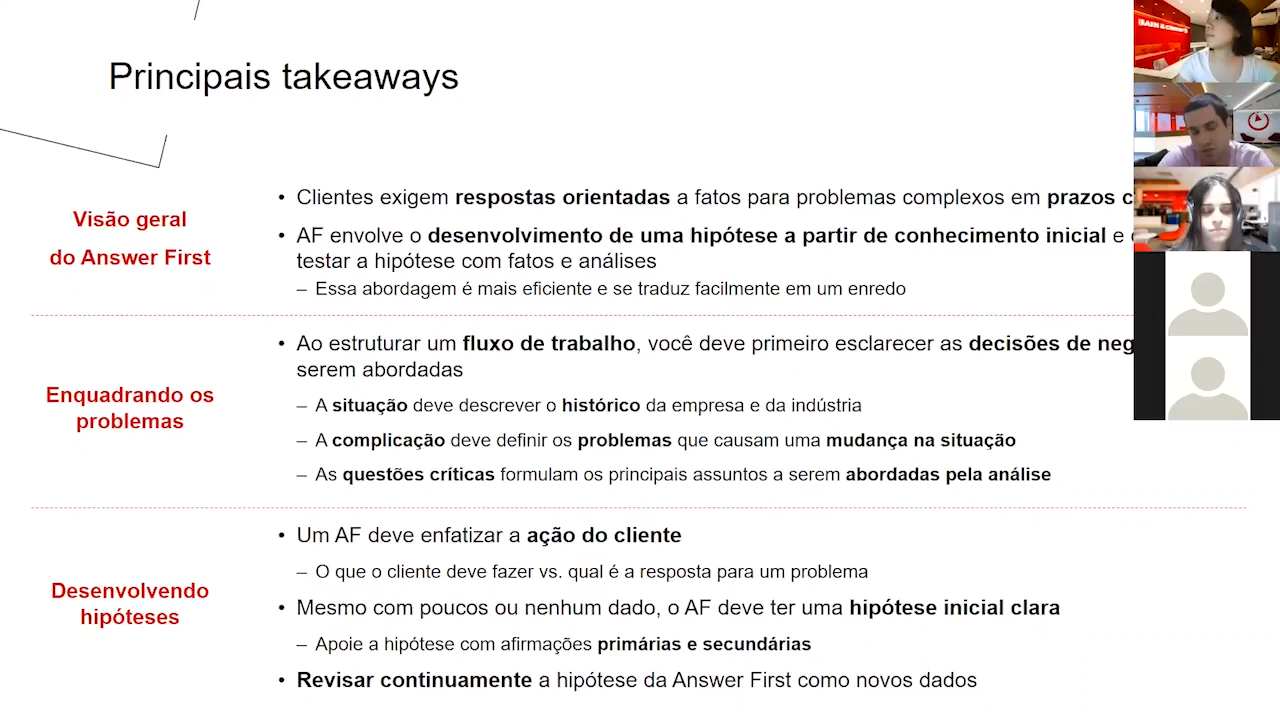 Principais takeaways
Visão geral
do Answer First
• Clientes exigem respostas orientadas a fatos para problemas complexos em prazos
• AF envolve o desenvolvimento de uma hipótese a partir de conhecimento inicial e
testar a hipótese com fatos e análises
– Essa abordagem é mais eficiente e se traduz facilmente em um enredo
Enquadrando os
problemas
• Ao estruturar um fluxo de trabalho, você deve primeiro esclarecer as decisões de
serem abordadas
– A situação deve descrever o histórico da empresa e da indústria
– A complicação deve definir os problemas que causam uma mudança na situação
– As questões críticas formulam os principais assuntos a serem abordadas pela análise
Desenvolvendo
hipóteses
• Um AF deve enfatizar a ação do cliente
– O que o cliente deve fazer vs. qual é a resposta para um problema
• Mesmo com poucos ou nenhum dado, o AF deve ter uma hipótese inicial clara
– Apoie a hipótese com afirmações primárias e secundárias
• Revisar continuamente a hipótese da Answer First como novos dados